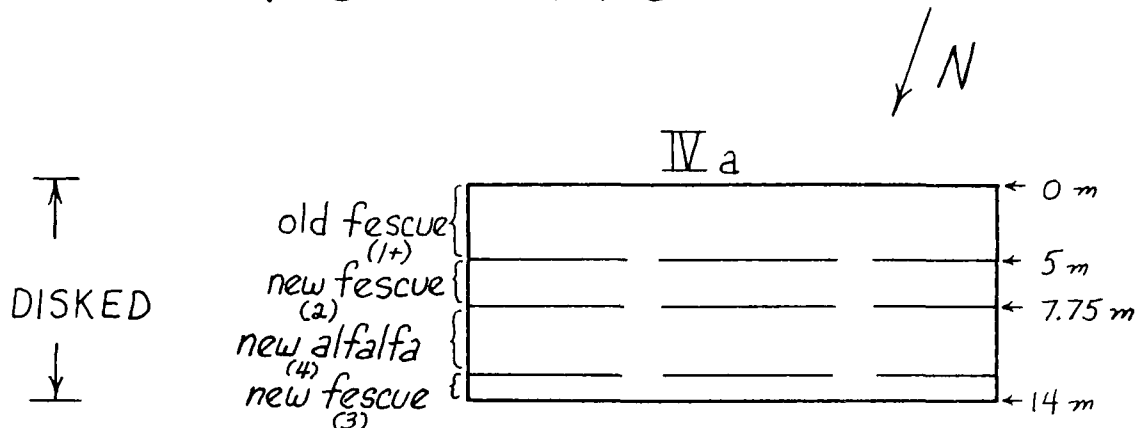 N
IV a
0 m
old fescue
(1+)
5 m
new fescue
(2)
7.75 m
DISKED
new alfalfa
(4)
new fescue
(3)
14 m